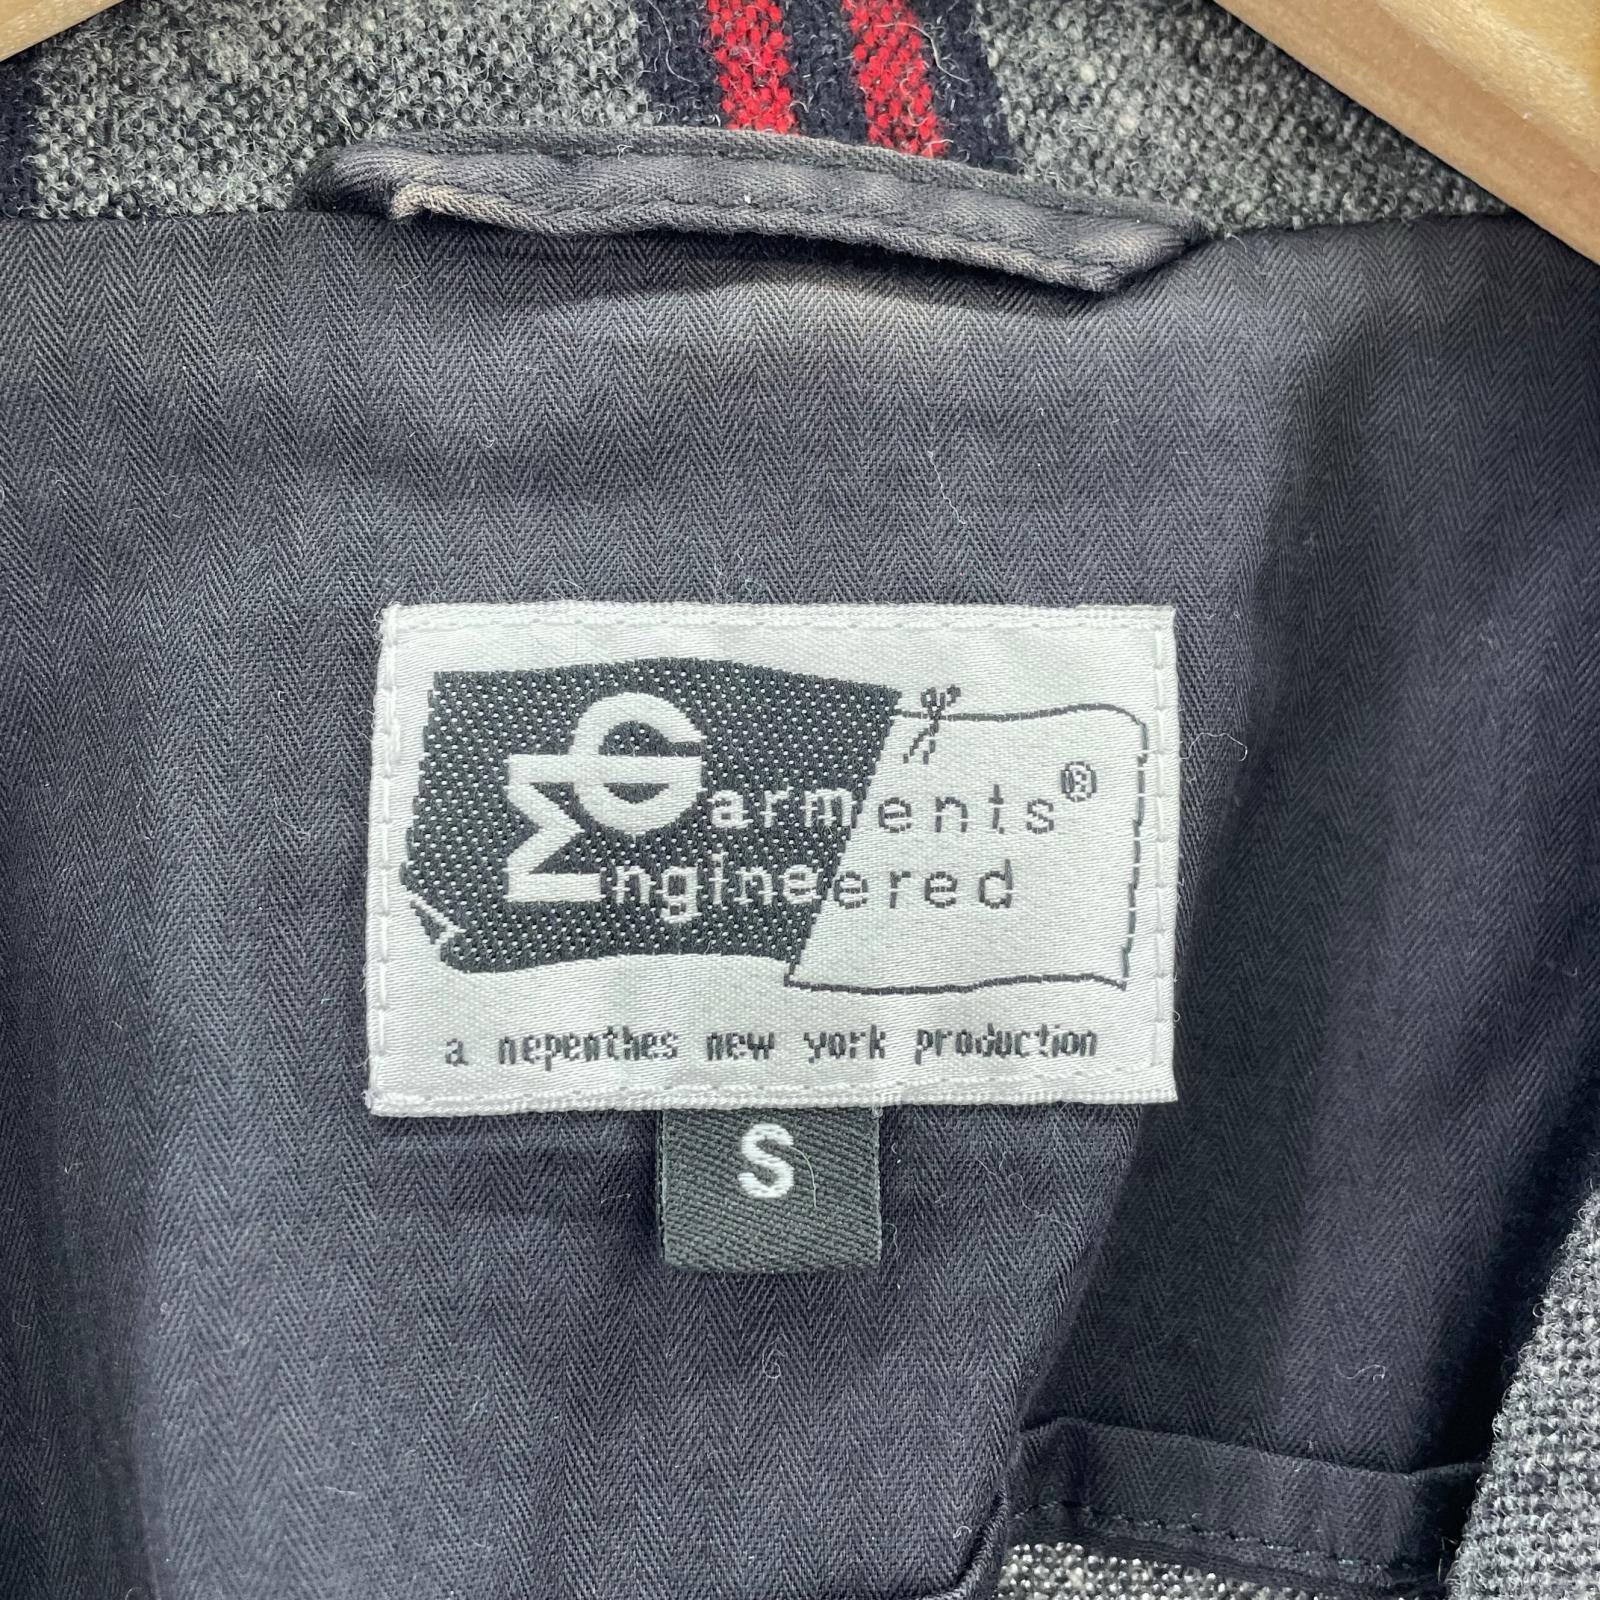 Garments®
Engineered
a nepenthes new york production
S